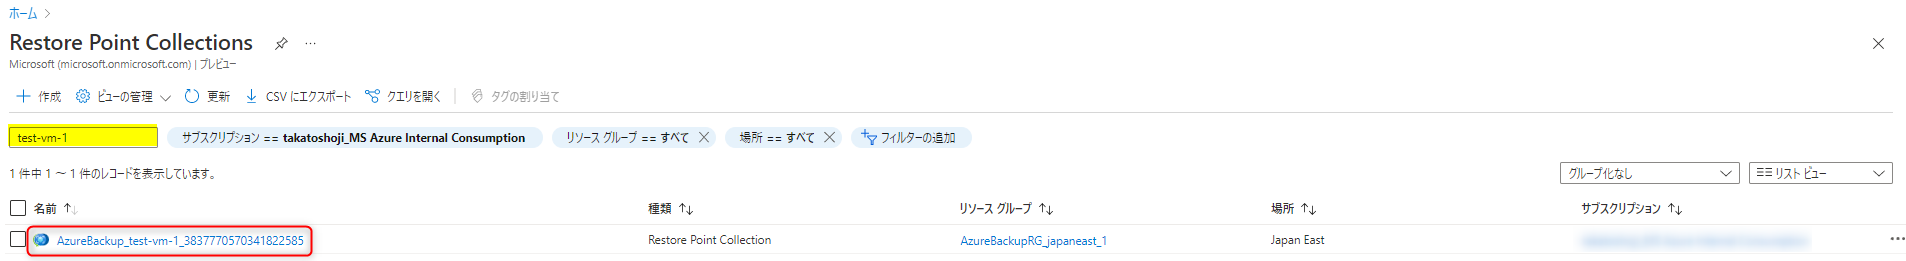 ホーム
Restore Point Collections
Microsoft (microsoft.onmicrosoft.com) | プレビュー
作成 ビューの管理 更新 CSV にエクスポート クエリを開く タグの割り当て
test-vm-1 サブスクリプション == takatoshoji_MS Azure Internal Consumption リソース グループ == すべて 場所 == すべて フィルターの追加
1 件中 1 ～ 1 件のレコードを表示しています。 グループ化なし リスト ビュー
名前 種類 リソース グループ 場所 サブスクリプション
AzureBackup_test-vm-1_3837770570341822585 Restore Point Collection AzureBackupRG_japaneast_1 Japan East